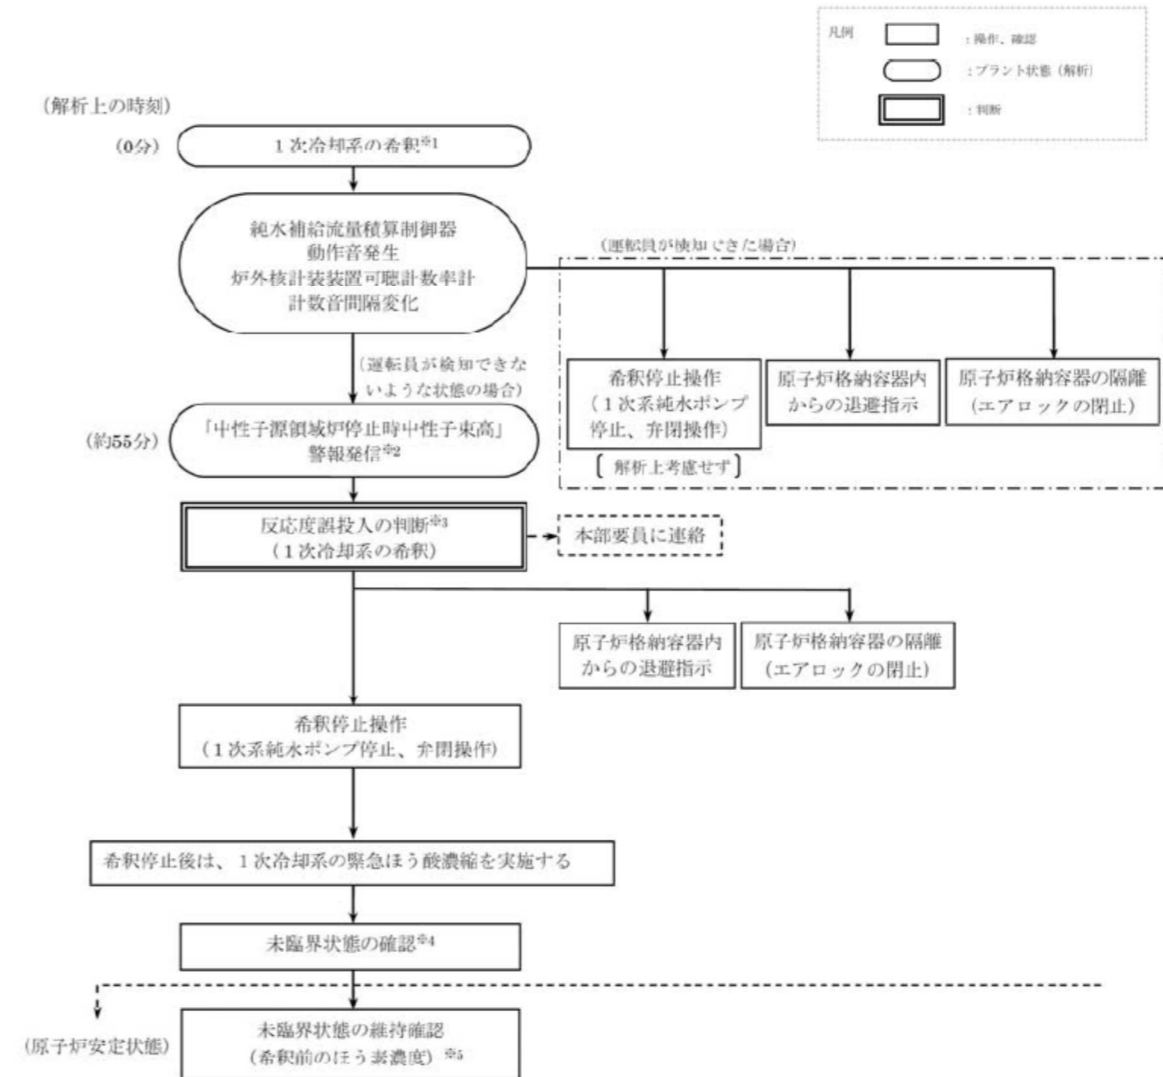 凡例
：操作、確認
：プラント状態（解析）
：判断
（解析上の時刻）
（0分）
１次冷却系の希釈※1
純水補給流量積算制御器
動作音発生
炉外核計装装置可聴計数率計
計数音間隔変化
（運転員が検知できた場合）
（運転員が検知できな
いような状態の場合）
希釈停止操作
（１次系純水ポンプ
停止、弁閉操作）
［ 解析上考慮せず ］
原子炉格納容器内
からの退避指示
原子炉格納容器の隔離
（エアロックの閉止）
（約55分）
「中性子源領域炉停止時中性子束高」
警報発信※2
反応度誤投入の判断※3
（１次冷却系の希釈）
本部要員に連絡
原子炉格納容器内
からの退避指示
原子炉格納容器の隔離
（エアロックの閉止）
希釈停止操作
（１次系純水ポンプ停止、弁閉操作）
希釈停止後は、１次冷却系の緊急ほう酸濃縮を実施する
未臨界状態の確認※4
（原子炉安定状態）
未臨界状態の維持確認
（希釈前のほう素濃度）※5